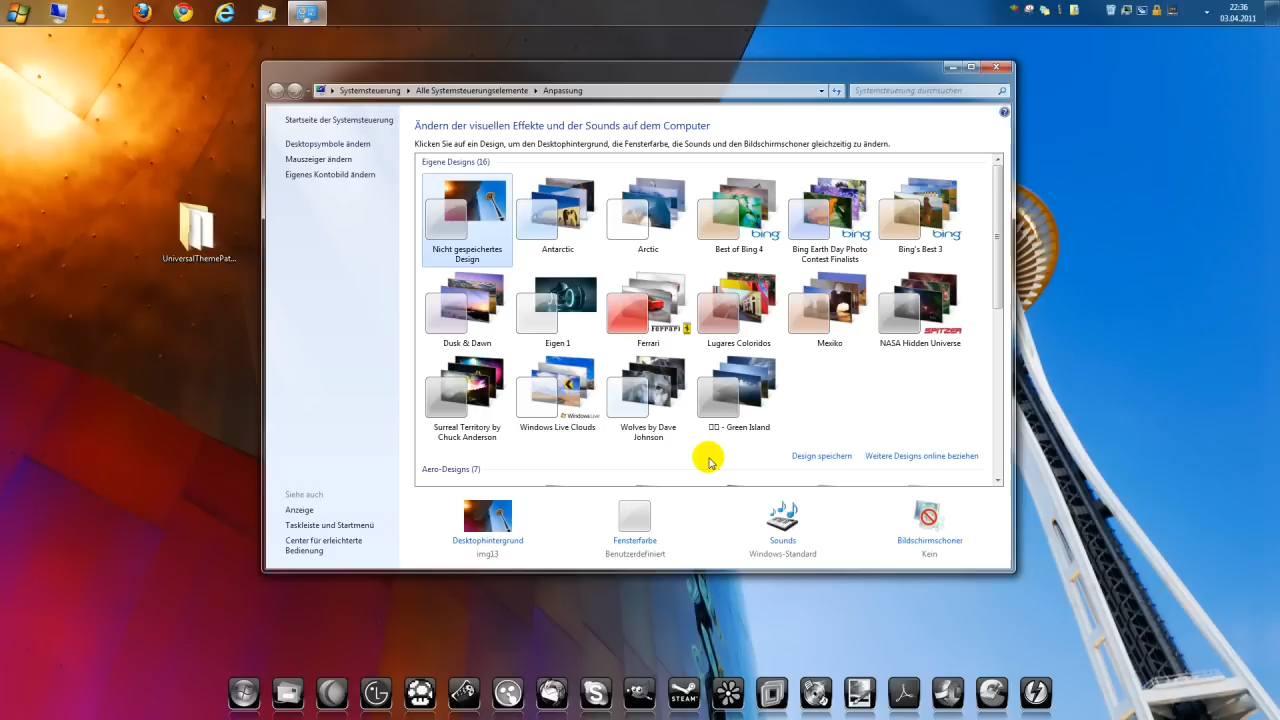 22:36
03.04.2011
Systemsteuerung ▸ Alle Systemsteuerungselemente ▸ Anpassung
Systemsteuerung durchsuchen
Startseite der Systemsteuerung
Desktopsymbole ändern
Mauszeiger ändern
Eigenes Kontobild ändern
Ändern der visuellen Effekte und der Sounds auf dem Computer
Klicken Sie auf ein Design, um den Desktophintergrund, die Fensterfarbe, die Sounds und den Bildschirmschoner gleichzeitig zu ändern.
Eigene Designs (16)
bing bing bing
Nicht gespeichertes Design
Antarctic
Arctic
Best of Bing 4
Bing Earth Day Photo Contest Finalists
Bing's Best 3
UniversalThemePat...
Ferrari
SPITZER
Dusk & Dawn
Eigen 1
Ferrari
Lugares Coloridos
Mexiko
NASA Hidden Universe
Windows Live
Surreal Territory by Chuck Anderson
Windows Live Clouds
Wolves by Dave Johnson
- Green Island
Design speichern
Weitere Designs online beziehen
Aero-Designs (7)
Siehe auch
Anzeige
Taskleiste und Startmenü
Center für erleichterte Bedienung
Desktophintergrund
img13
Fensterfarbe
Benutzerdefiniert
Sounds
Windows-Standard
Bildschirmschoner
Kein
STEAM